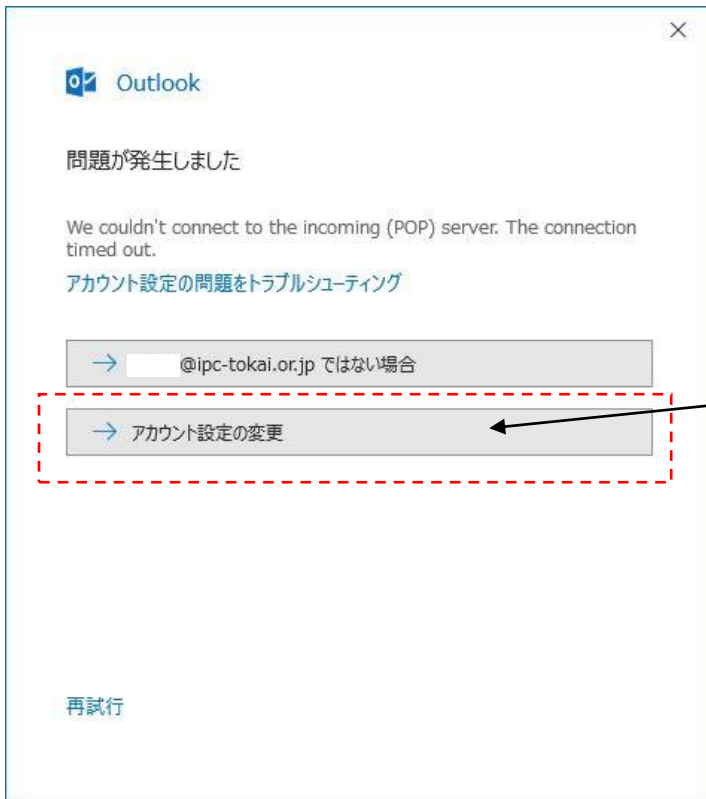 Outlook
問題が発生しました
We couldn't connect to the incoming (POP) server. The connection
timed out.
アカウント設定の問題をトラブルシューティング
→ @ipc-tokai.or.jp ではない場合
→ アカウント設定の変更
再試行